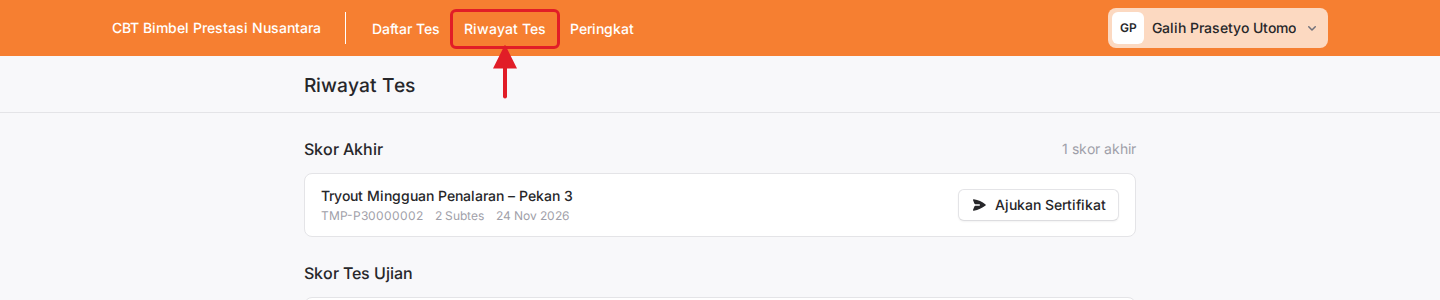 CBT Bimbel Prestasi Nusantara
Daftar Tes
Riwayat Tes
Peringkat
GP
Galih Prasetyo Utomo
Riwayat Tes
Skor Akhir
1 skor akhir
Tryout Mingguan Penalaran – Pekan 3
TMP-P30000002 2 Subtes 24 Nov 2026
Ajukan Sertifikat
Skor Tes Ujian